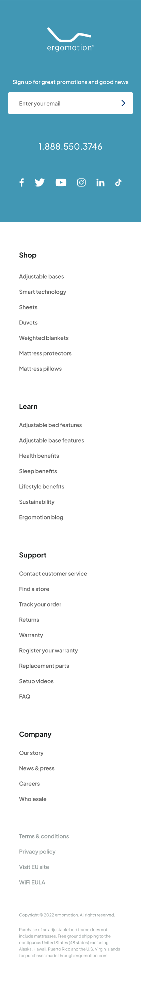 ergomotion®
Sign up for great promotions and good news
Enter your email
1.888.550.3746
Shop
Adjustable bases
Smart technology
Sheets
Duvets
Weighted blankets
Mattress protectors
Mattress pillows
Learn
Adjustable bed features
Adjustable base features
Health benefits
Sleep benefits
Lifestyle benefits
Sustainability
Ergomotion blog
Support
Contact customer service
Find a store
Track your order
Returns
Warranty
Register your warranty
Replacement parts
Setup videos
FAQ
Company
Our story
News & press
Careers
Wholesale
Terms & conditions
Privacy policy
Visit EU site
WiFi EULA
Copyright © 2022 ergomotion. All rights reserved.
Purchase of an adjustable bed frame does not
include mattresses. Free ground shipping to the
contiguous United States (48 states) excluding
Alaska, Hawaii, Puerto Rico and the U.S. Virgin Islands
for purchases made through ergomotion.com.